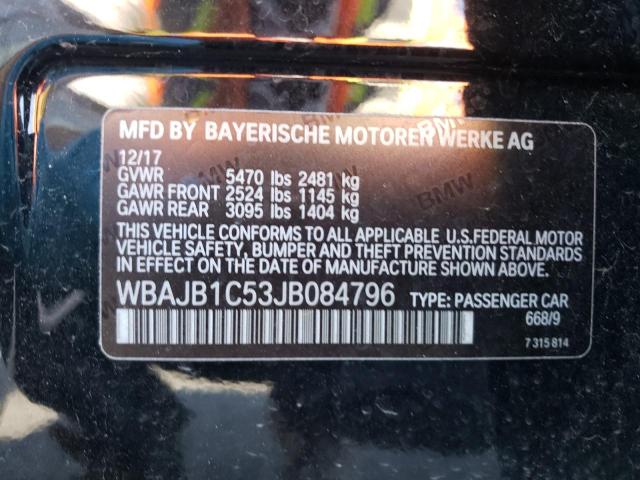 MFD BY BAYERISCHE MOTOREN WERKE AG
12/17
GVWR 5470 lbs 2481 kg
GAWR FRONT 2524 lbs 1145 kg
GAWR REAR 3095 lbs 1404 kg
THIS VEHICLE CONFORMS TO ALL APPLICABLE U.S.FEDERAL MOTOR
VEHICLE SAFETY, BUMPER AND THEFT PREVENTION STANDARDS
IN EFFECT ON THE DATE OF MANUFACTURE SHOWN ABOVE.
WBAJB1C53JB084796 TYPE: PASSENGER CAR
668/9
7 315 814
BMW